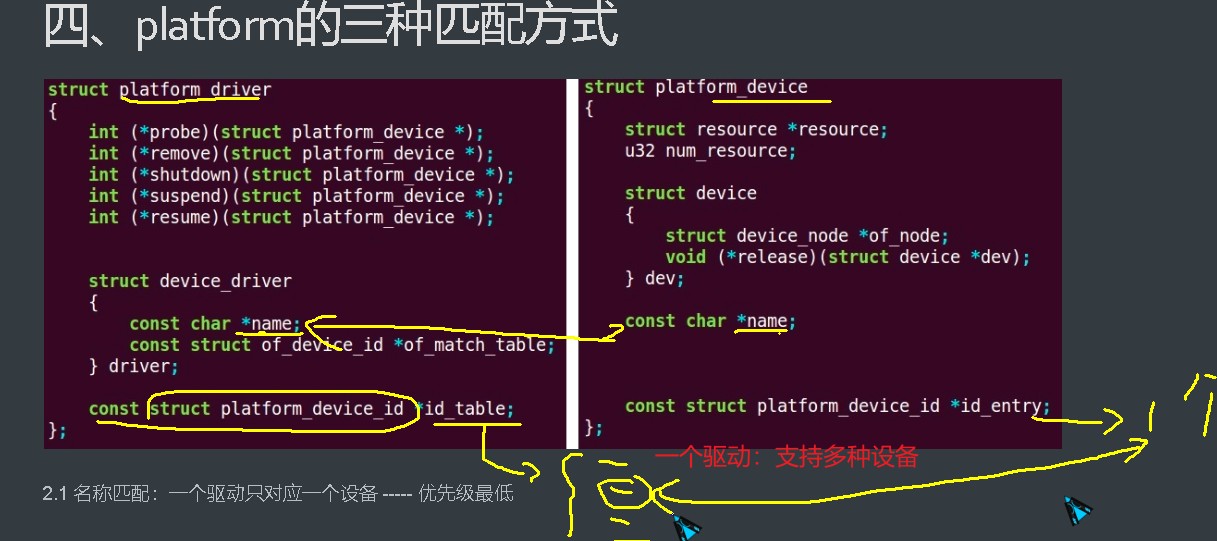 四、platform的三种匹配方式
struct platform_driver
{
int (*probe)(struct platform_device *);
int (*remove)(struct platform_device *);
int (*shutdown)(struct platform_device *);
int (*suspend)(struct platform_device *);
int (*resume)(struct platform_device *);
struct device_driver
{
const char *name;
const struct of_device_id *of_match_table;
} driver;
const struct platform_device_id *id_table;
};
struct platform_device
{
struct resource *resource;
u32 num_resource;
struct device
{
struct device_node *of_node;
void (*release)(struct device *dev);
} dev;
const char *name;
const struct platform_device_id *id_entry;
};
1个
一个驱动：支持多种设备
2.1 名称匹配：一个驱动只对应一个设备 ----- 优先级最低